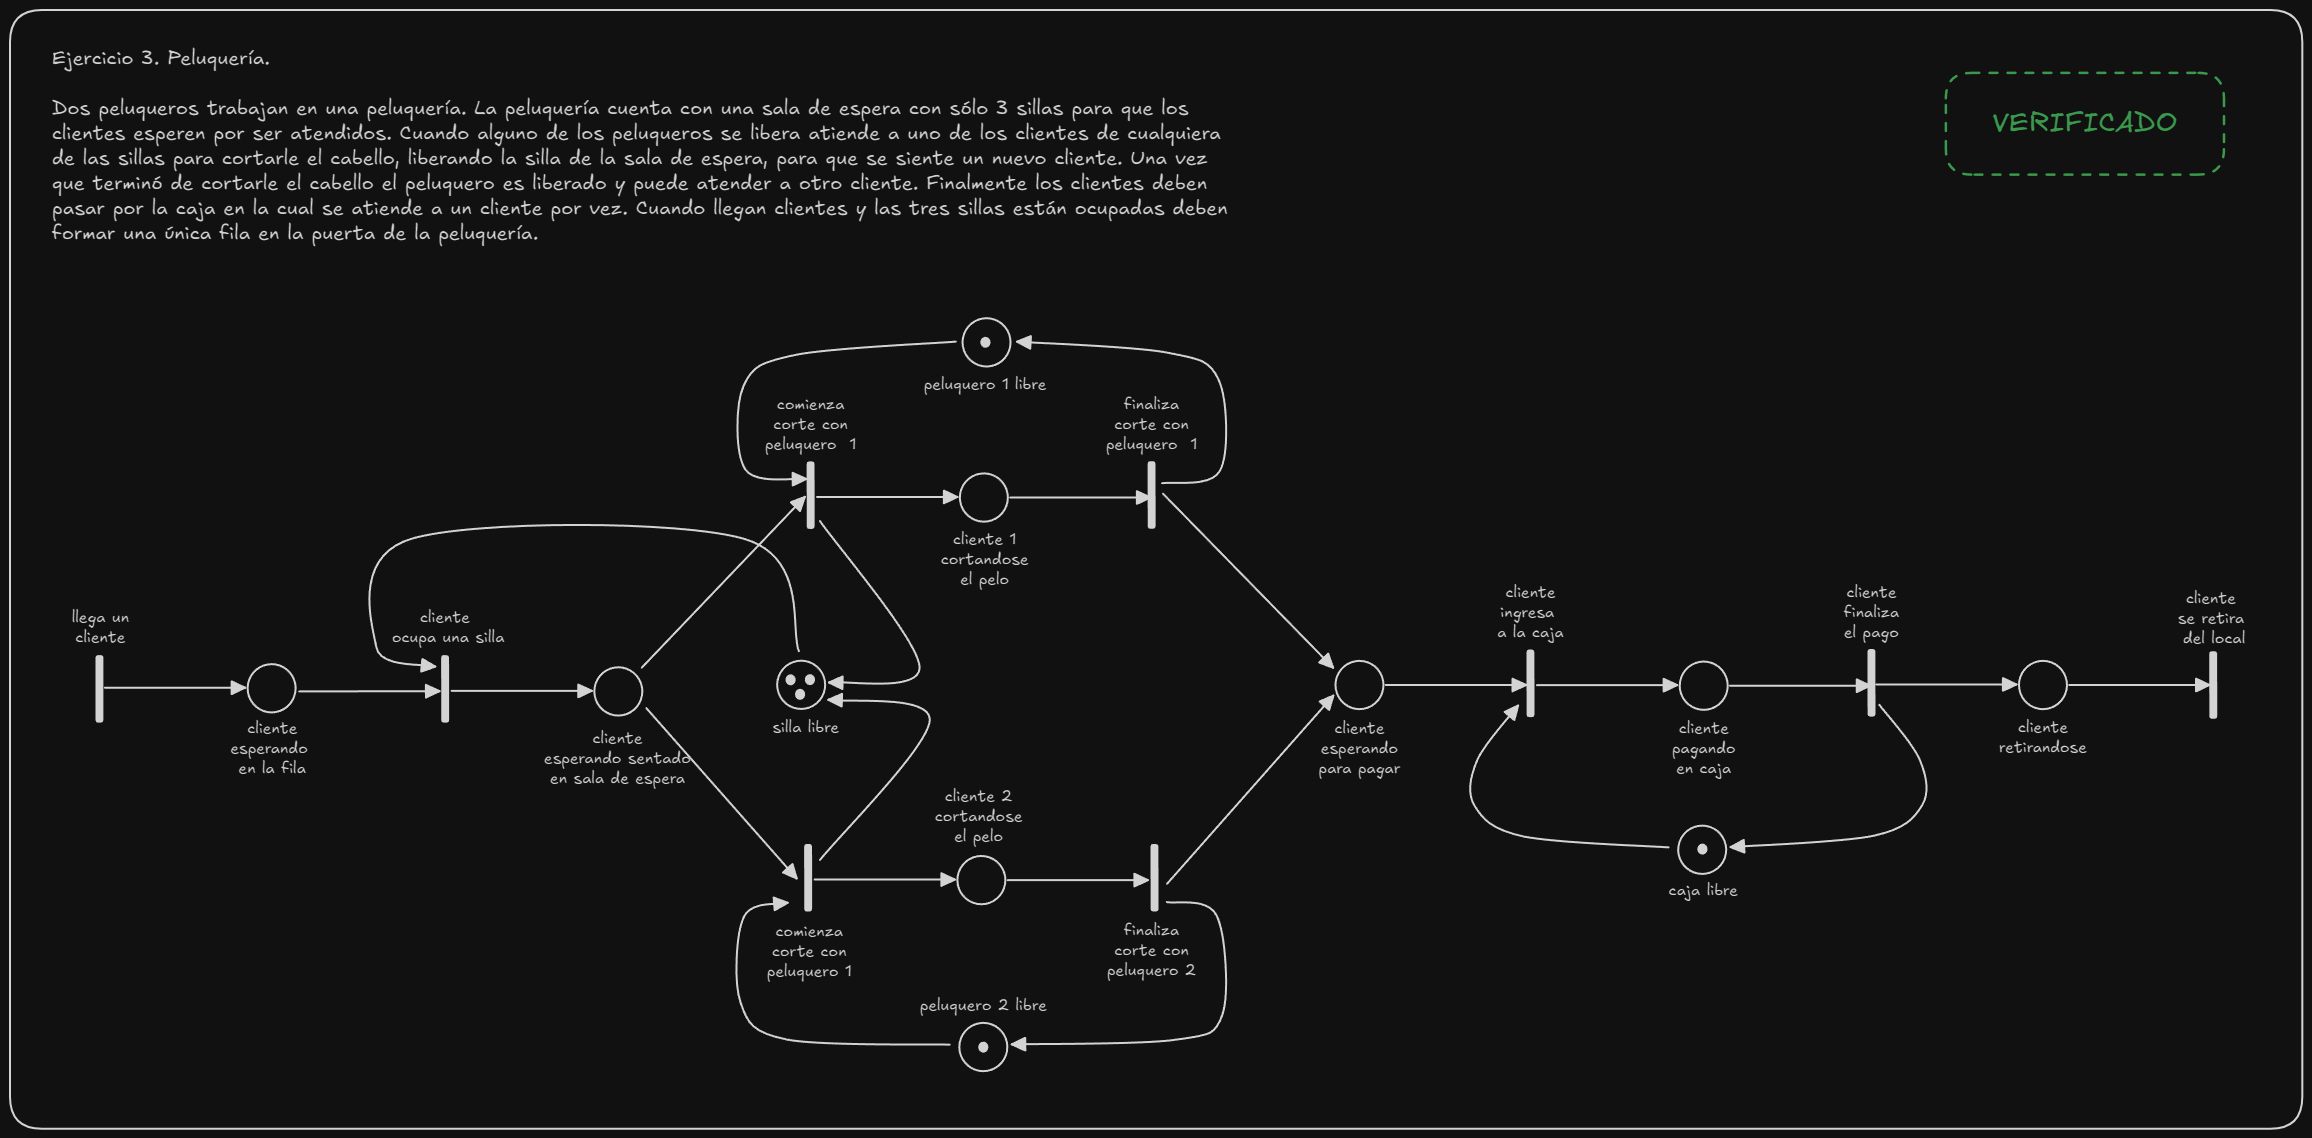 Ejercicio 3. Peluquería.
Dos peluqueros trabajan en una peluquería. La peluquería cuenta con una sala de espera con sólo 3 sillas para que los
clientes esperen por ser atendidos. Cuando alguno de los peluqueros se libera atiende a uno de los clientes de cualquiera
de las sillas para cortarle el cabello, liberando la silla de la sala de espera, para que se siente un nuevo cliente. Una vez
que terminó de cortarle el cabello el peluquero es liberado y puede atender a otro cliente. Finalmente los clientes deben
pasar por la caja en la cual se atiende a un cliente por vez. Cuando llegan clientes y las tres sillas están ocupadas deben
formar una única fila en la puerta de la peluquería.
VERIFICADO
peluquero 1 libre
comienza
corte con
peluquero 1
finaliza
corte con
peluquero 1
cliente 1
cortandose
el pelo
llega un
cliente
cliente
esperando
en la fila
cliente
ocupa una silla
cliente
esperando sentado
en sala de espera
silla libre
cliente 2
cortandose
el pelo
comienza
corte con
peluquero 1
finaliza
corte con
peluquero 2
peluquero 2 libre
cliente
esperando
para pagar
cliente
ingresa
a la caja
cliente
pagando
en caja
cliente
finaliza
el pago
caja libre
cliente
retirandose
cliente
se retira
del local